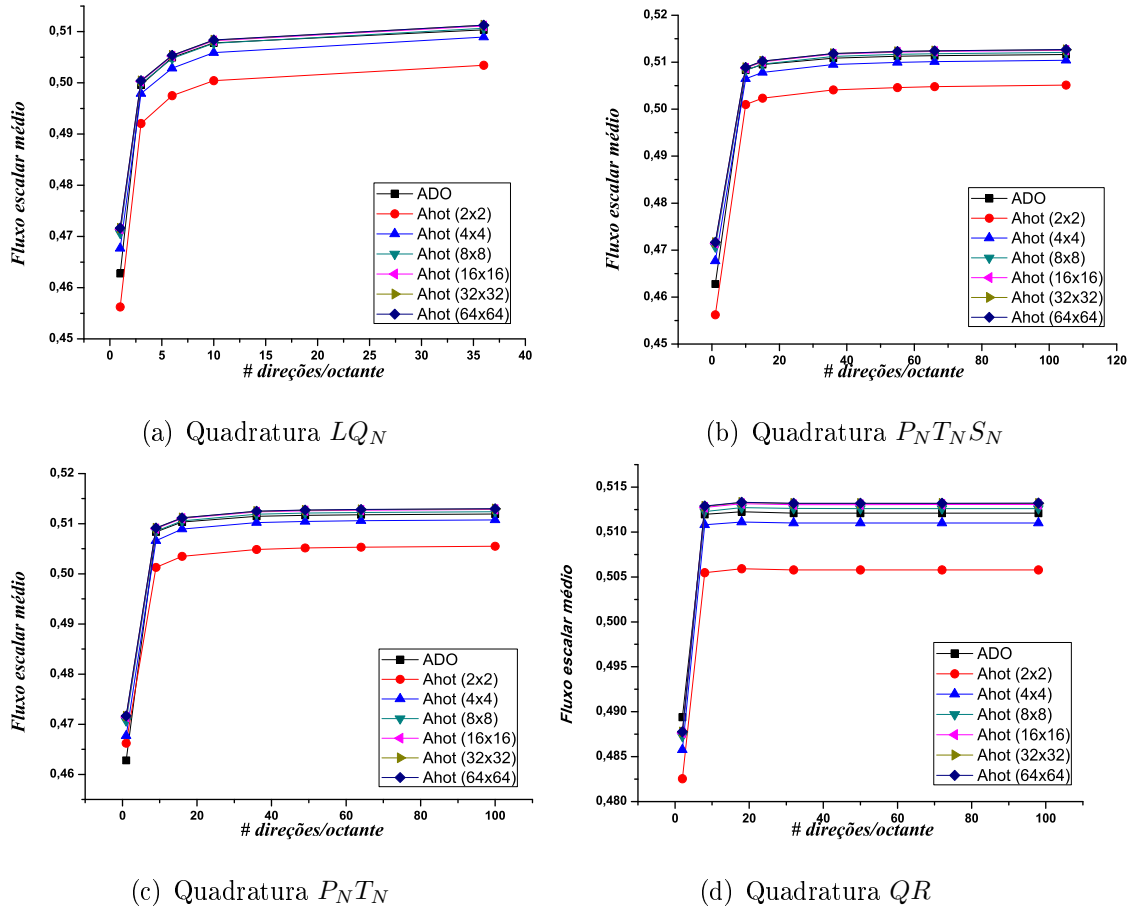 0,51
0,50
0,49
0,48
0,47
0,46
0,45
0
5
10
15
20
25
30
35
40
Fluxo escalar médio
# direções/octante
ADO
Ahot (2x2)
Ahot (4x4)
Ahot (8x8)
Ahot (16x16)
Ahot (32x32)
Ahot (64x64)
(a) Quadratura LQ_N
0,52
0,51
0,50
0,49
0,48
0,47
0,46
0,45
0
20
40
60
80
100
120
Fluxo escalar médio
# direções/octante
ADO
Ahot (2x2)
Ahot (4x4)
Ahot (8x8)
Ahot (16x16)
Ahot (32x32)
Ahot (64x64)
(b) Quadratura P_N T_N S_N
0,52
0,51
0,50
0,49
0,48
0,47
0,46
0
20
40
60
80
100
Fluxo escalar médio
# direções/octante
ADO
Ahot (2x2)
Ahot (4x4)
Ahot (8x8)
Ahot (16x16)
Ahot (32x32)
Ahot (64x64)
(c) Quadratura P_N T_N
0,515
0,510
0,505
0,500
0,495
0,490
0,485
0,480
0
20
40
60
80
100
Fluxo escalar médio
# direções/octante
ADO
Ahot (2x2)
Ahot (4x4)
Ahot (8x8)
Ahot (16x16)
Ahot (32x32)
Ahot (64x64)
(d) Quadratura QR